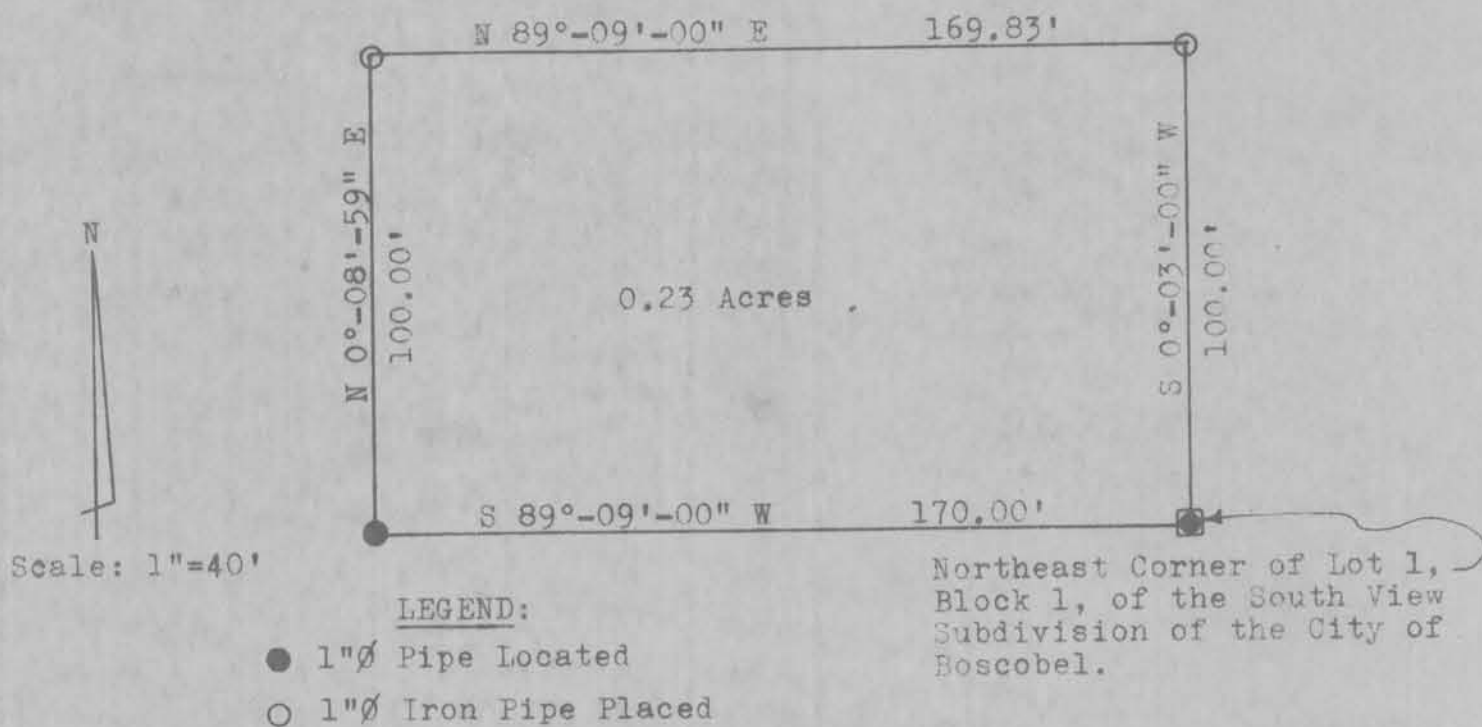 N 89°-09'-00" E 169.83'
N 0°-08'-59" E
100.00'
S 0°-03'-00" W
100.00'
N
0.23 Acres
S 89°-09'-00" W 170.00'
Scale: 1"=40'
Northeast Corner of Lot 1,
Block 1, of the South View
Subdivision of the City of
Boscobel.
LEGEND:
1"Ø Pipe Located
1"Ø Iron Pipe Placed